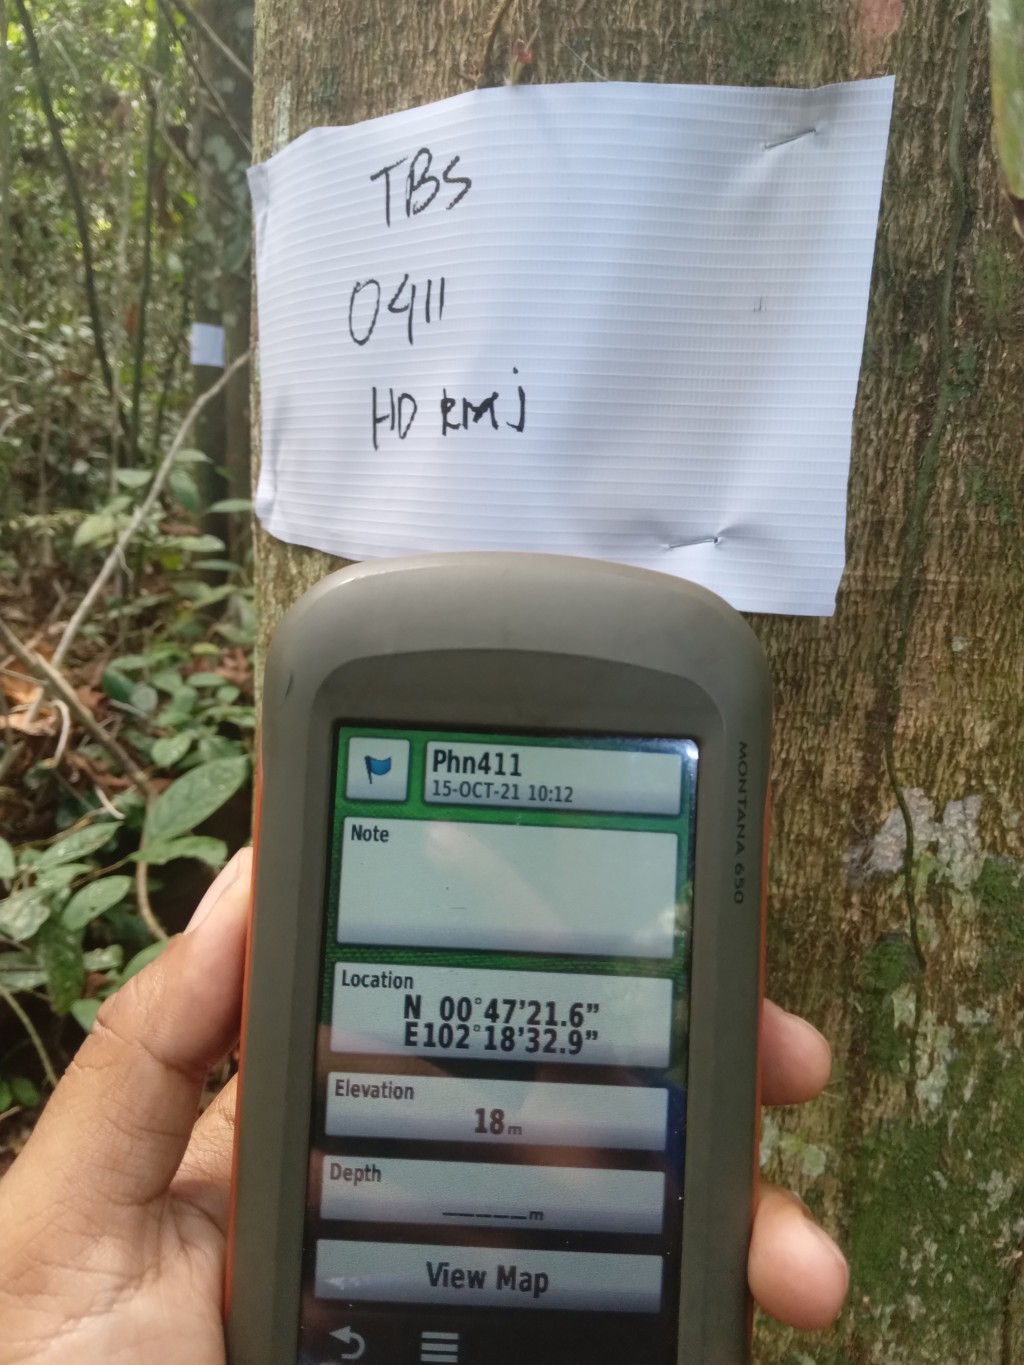 TBS
0411
HD KMJ
MONTANA 650
Phn411
15-OCT-21 10:12
Note
Location
N 00°47'21.6"
E102°18'32.9"
Elevation
18m
Depth
_____m
View Map